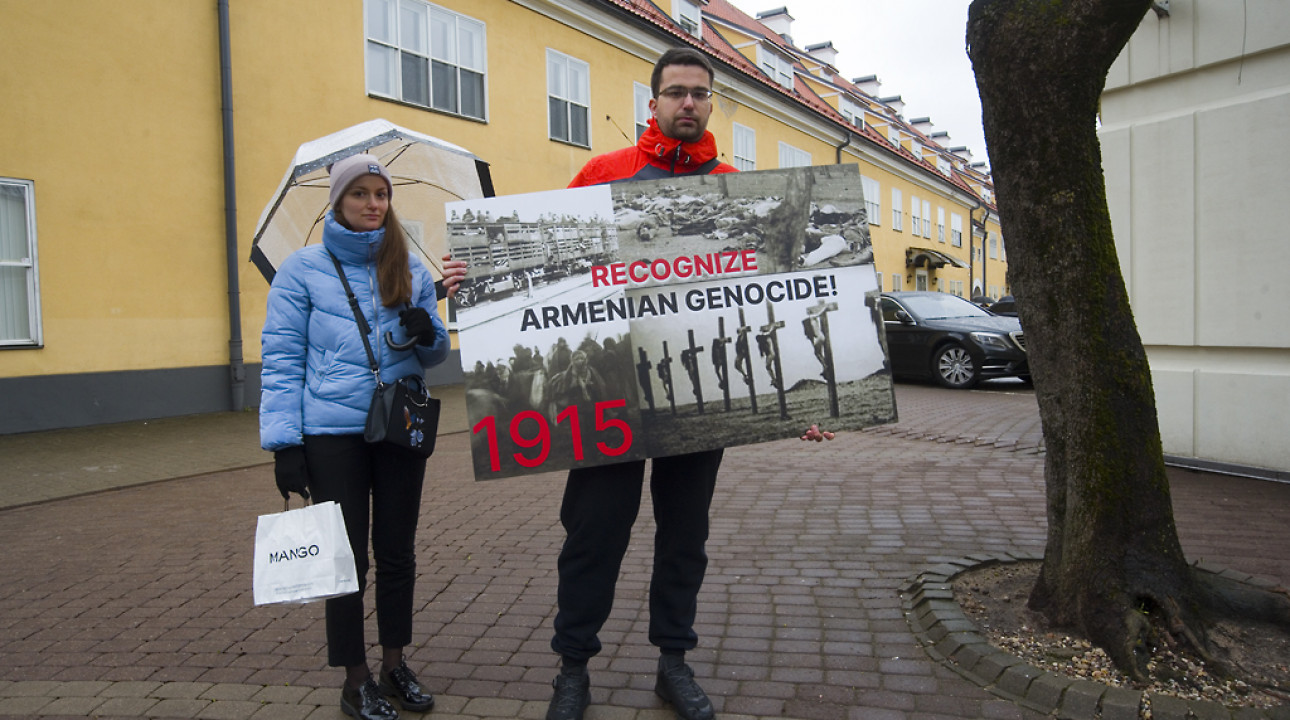 RECOGNIZE
ARMENIAN GENOCIDE!
1915
MANGO